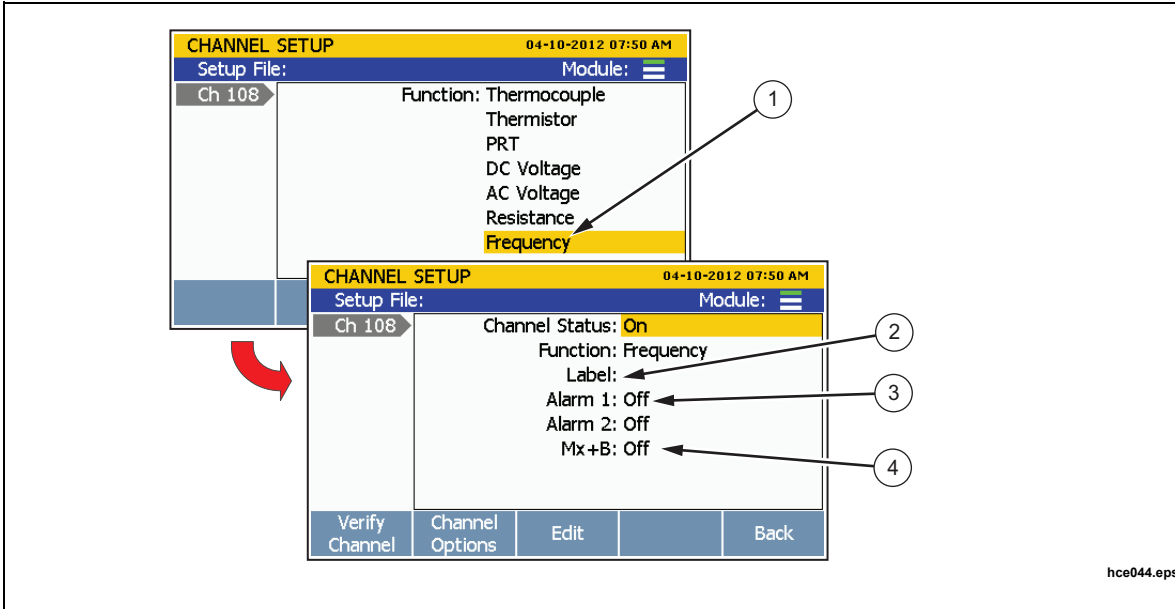 CHANNEL SETUP 04-10-2012 07:50 AM
Setup File: Module:
Ch 108
Function: Thermocouple
Thermistor
PRT
DC Voltage
AC Voltage
Resistance
Frequency
1
CHANNEL SETUP 04-10-2012 07:50 AM
Setup File: Module:
Ch 108
Channel Status: On
Function: Frequency
Label:
Alarm 1: Off
Alarm 2: Off
Mx+B: Off
2
3
4
Verify Channel
Channel Options
Edit
Back
hce044.eps